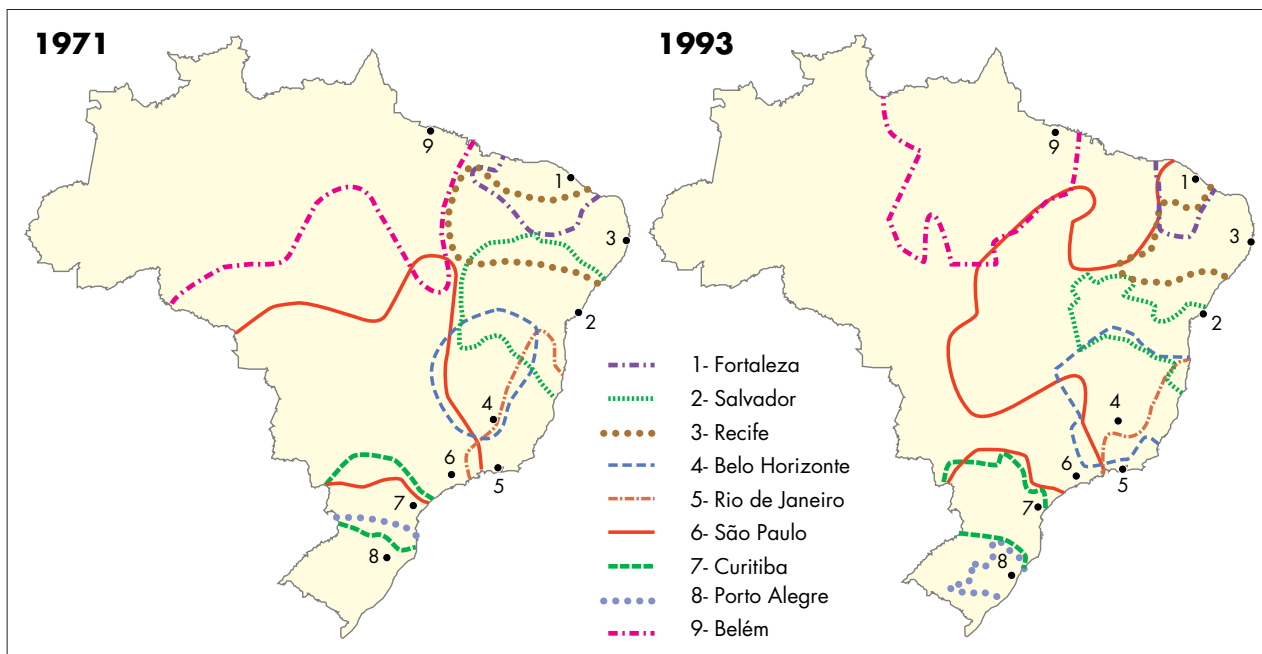 1971
9
1
3
2
4
6
5
7
8
1993
9
1
3
2
4
6
5
7
8
1- Fortaleza
2- Salvador
3- Recife
4- Belo Horizonte
5- Rio de Janeiro
6- São Paulo
7- Curitiba
8- Porto Alegre
9- Belém